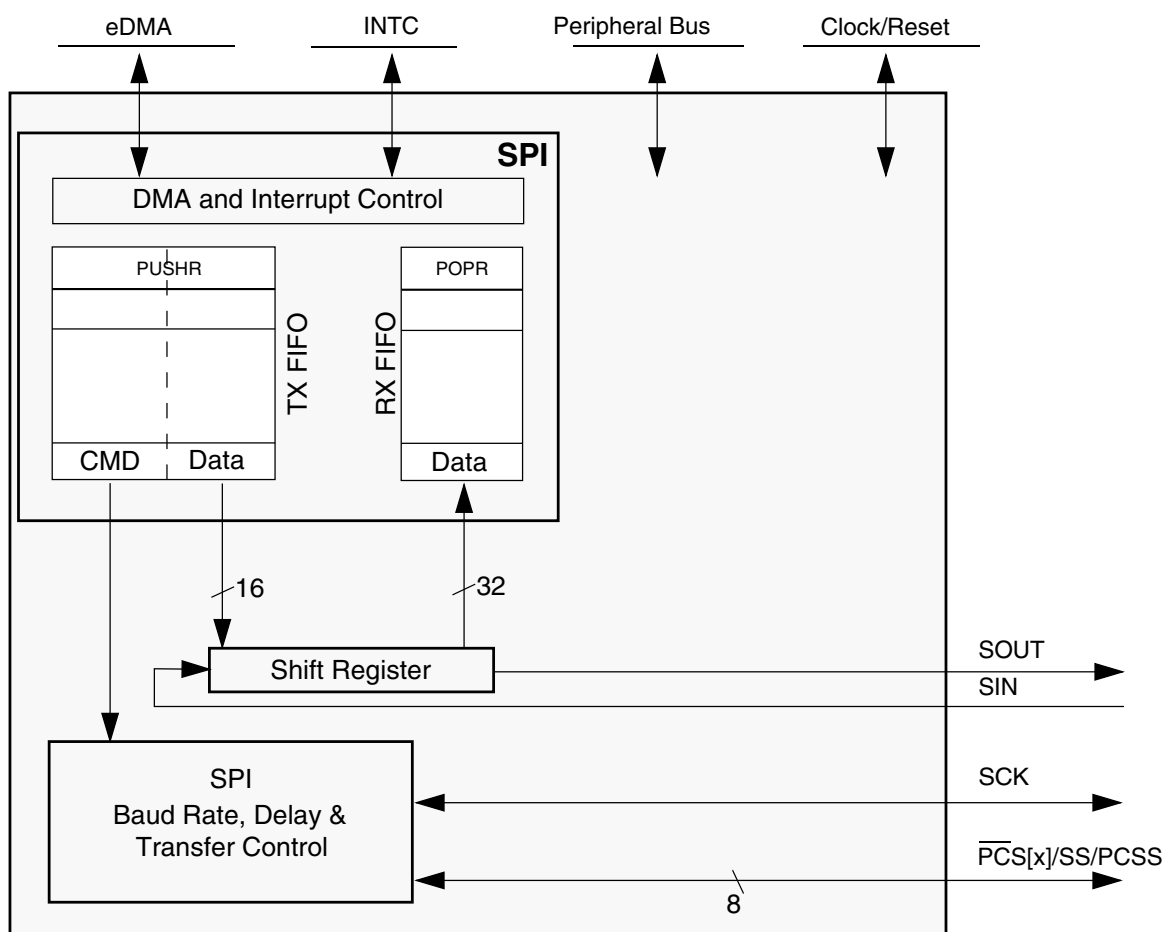 eDMA
INTC
Peripheral Bus
Clock/Reset
SPI
DMA and Interrupt Control
PUSHR
POPR
TX FIFO
RX FIFO
CMD
Data
Data
16
32
Shift Register
SOUT
SIN
SPI
Baud Rate, Delay &
Transfer Control
SCK
PCS[x]/SS/PCSS
8